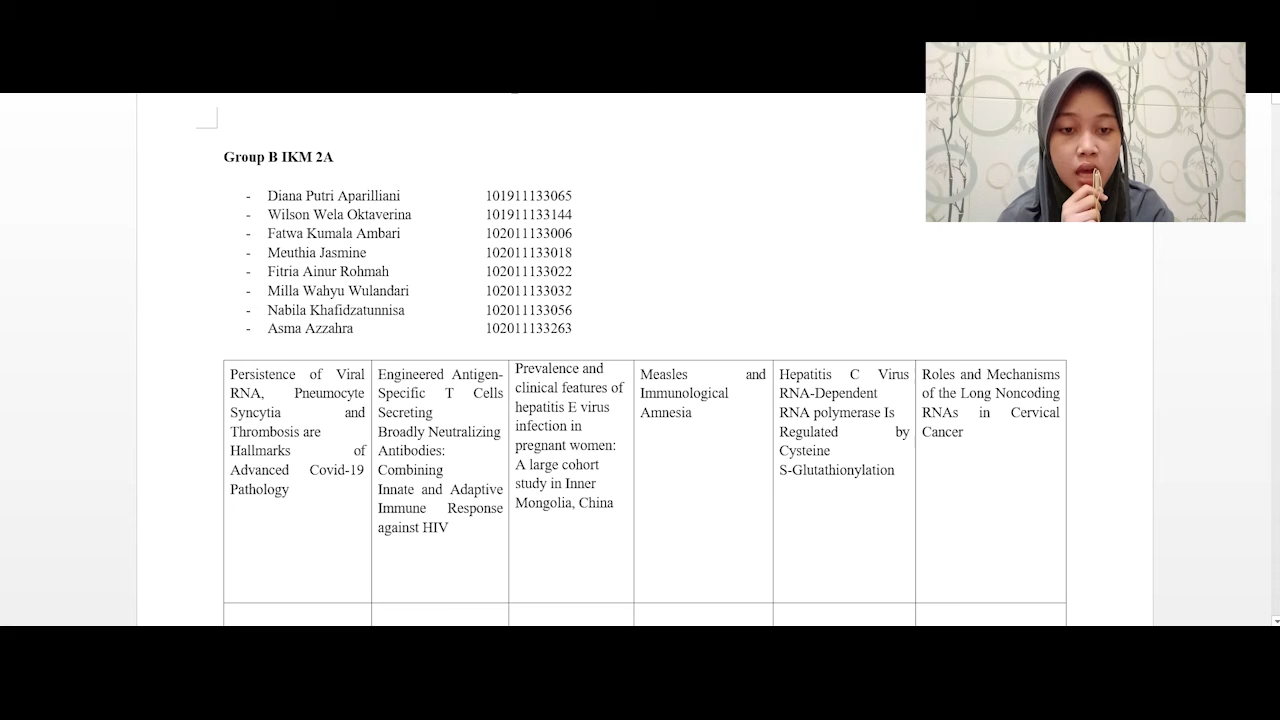 Group B IKM 2A
- Diana Putri Aparilliani 101911133065
- Wilson Wela Oktaverina 101911133144
- Fatwa Kumala Ambari 102011133006
- Meuthia Jasmine 102011133018
- Fitria Ainur Rohmah 102011133022
- Milla Wahyu Wulandari 102011133032
- Nabila Khafidzatunnisa 102011133056
- Asma Azzahra 102011133263
Persistence of Viral
RNA, Pneumocyte
Syncytia and
Thrombosis are
Hallmarks of
Advanced Covid-19
Pathology
Engineered Antigen-
Specific T Cells
Secreting
Broadly Neutralizing
Antibodies:
Combining
Innate and Adaptive
Immune Response
against HIV
Prevalence and
clinical features of
hepatitis E virus
infection in
pregnant women:
A large cohort
study in Inner
Mongolia, China
Measles and
Immunological
Amnesia
Hepatitis C Virus
RNA-Dependent
RNA polymerase Is
Regulated by
Cysteine
S-Glutathionylation
Roles and Mechanisms
of the Long Noncoding
RNAs in Cervical
Cancer